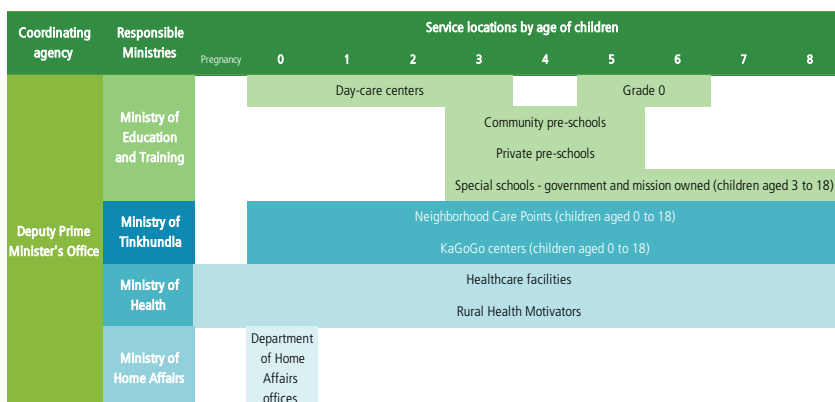 Coordinating
agency
Responsible
Ministries
Service locations by age of children
Pregnancy 0 1 2 3 4 5 6 7 8
Deputy Prime
Minister's Office
Ministry of
Education
and Training
Day-care centers Grade 0
Community pre-schools
Private pre-schools
Special schools - government and mission owned (children aged 3 to 18)
Ministry of
Tinkhundla
Neighborhood Care Points (children aged 0 to 18)
KaGoGo centers (children aged 0 to 18)
Ministry of
Health
Healthcare facilities
Rural Health Motivators
Ministry of
Home Affairs
Department
of Home
Affairs
offices